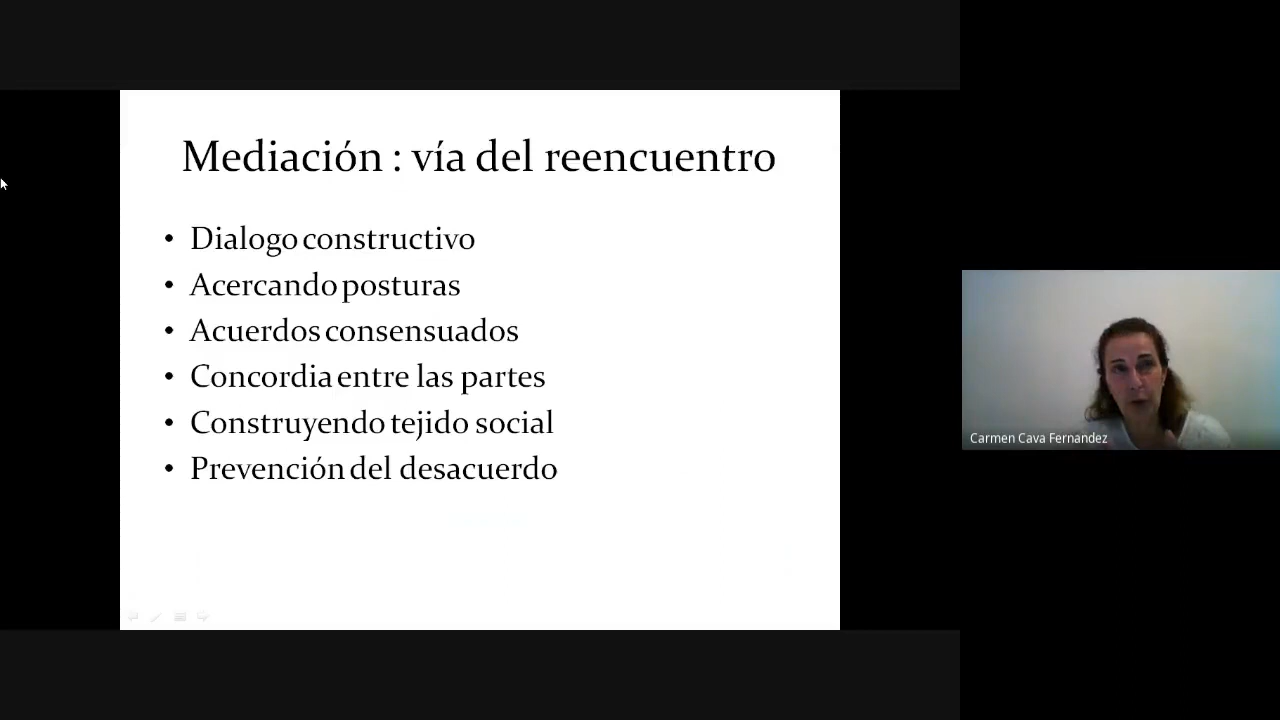 Mediación : vía del reencuentro
• Dialogo constructivo
• Acercando posturas
• Acuerdos consensuados
• Concordia entre las partes
• Construyendo tejido social
• Prevención del desacuerdo
Carmen Cava Fernandez